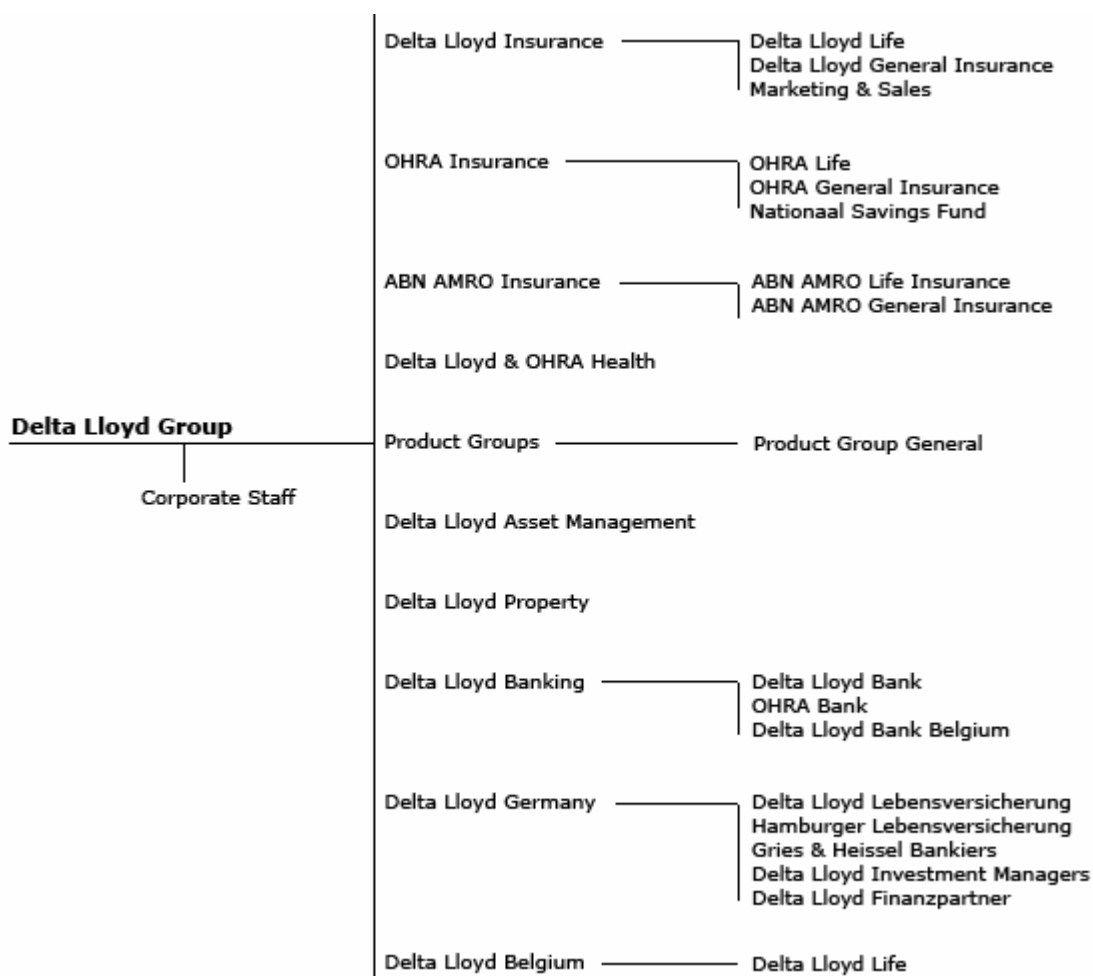 Delta Lloyd Insurance
Delta Lloyd Life
Delta Lloyd General Insurance
Marketing & Sales
OHRA Insurance
OHRA Life
OHRA General Insurance
Nationaal Savings Fund
ABN AMRO Insurance
ABN AMRO Life Insurance
ABN AMRO General Insurance
Delta Lloyd & OHRA Health
Delta Lloyd Group
Corporate Staff
Product Groups
Product Group General
Delta Lloyd Asset Management
Delta Lloyd Property
Delta Lloyd Banking
Delta Lloyd Bank
OHRA Bank
Delta Lloyd Bank Belgium
Delta Lloyd Germany
Delta Lloyd Lebensversicherung
Hamburger Lebensversicherung
Gries & Heissel Bankiers
Delta Lloyd Investment Managers
Delta Lloyd Finanzpartner
Delta Lloyd Belgium
Delta Lloyd Life